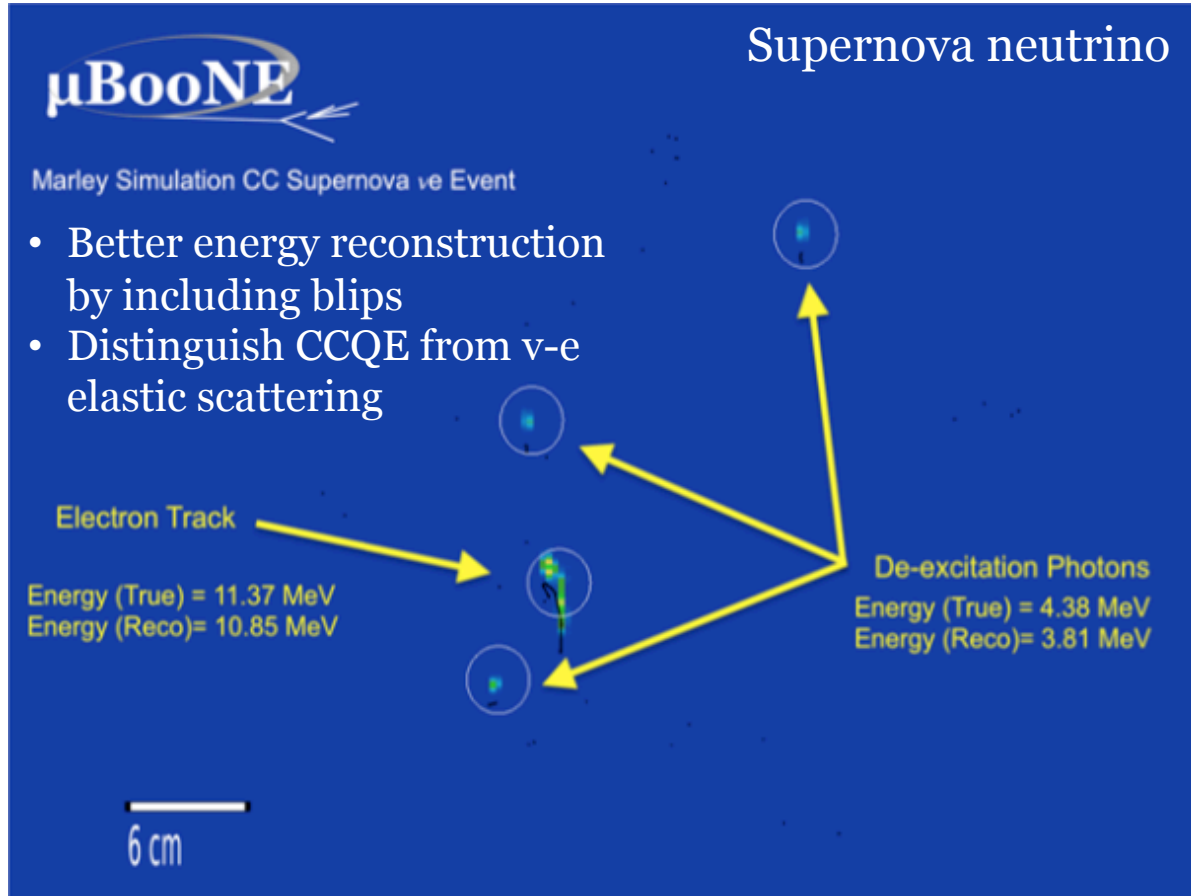 Supernova neutrino
µBooNE
Marley Simulation CC Supernova νe Event
• Better energy reconstruction
by including blips
• Distinguish CCQE from v-e
elastic scattering
Electron Track
Energy (True) = 11.37 MeV
Energy (Reco)= 10.85 MeV
De-excitation Photons
Energy (True) = 4.38 MeV
Energy (Reco)= 3.81 MeV
6 cm